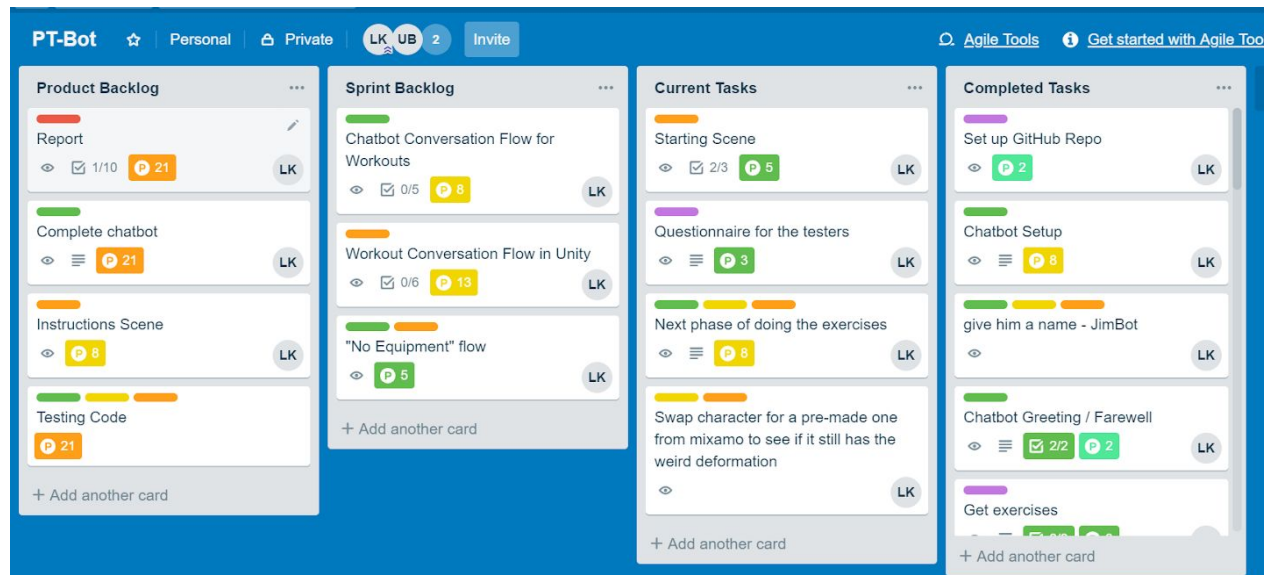 PT-Bot Personal Private LK UB 2 Invite Agile Tools Get started with Agile Too
Product Backlog
Report
1/10 P 21 LK
Complete chatbot
P 21 LK
Instructions Scene
P 8 LK
Testing Code
P 21
+ Add another card
Sprint Backlog
Chatbot Conversation Flow for
Workouts
0/5 P 8 LK
Workout Conversation Flow in Unity
0/6 P 13 LK
"No Equipment" flow
P 5 LK
+ Add another card
Current Tasks
Starting Scene
2/3 P 5 LK
Questionnaire for the testers
P 3 LK
Next phase of doing the exercises
P 8 LK
Swap character for a pre-made one
from mixamo to see if it still has the
weird deformation
LK
+ Add another card
Completed Tasks
Set up GitHub Repo
P 2 LK
Chatbot Setup
P 8 LK
give him a name - JimBot
LK
Chatbot Greeting / Farewell
2/2 P 2 LK
Get exercises
+ Add another card